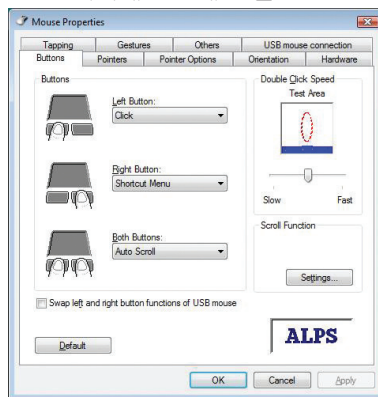 Mouse Properties
Tapping Gestures Others USB mouse connection
Buttons Pointers Pointer Options Orientation Hardware
Buttons
Left Button:
Click
Right Button:
Shortcut Menu
Both Buttons:
Auto Scroll
Double Click Speed
Test Area
Slow Fast
Scroll Function
Settings...
Swap left and right button functions of USB mouse
Default
ALPS
OK Cancel Apply